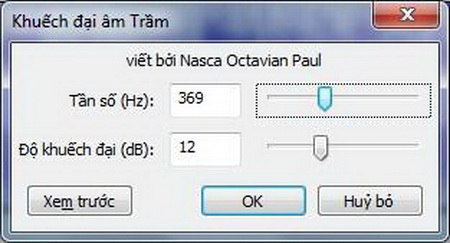 Khuếch đại âm Trầm
viết bởi Nasca Octavian Paul
Tần số (Hz): 369
Độ khuếch đại (dB): 12
Xem trước OK Huỷ bỏ